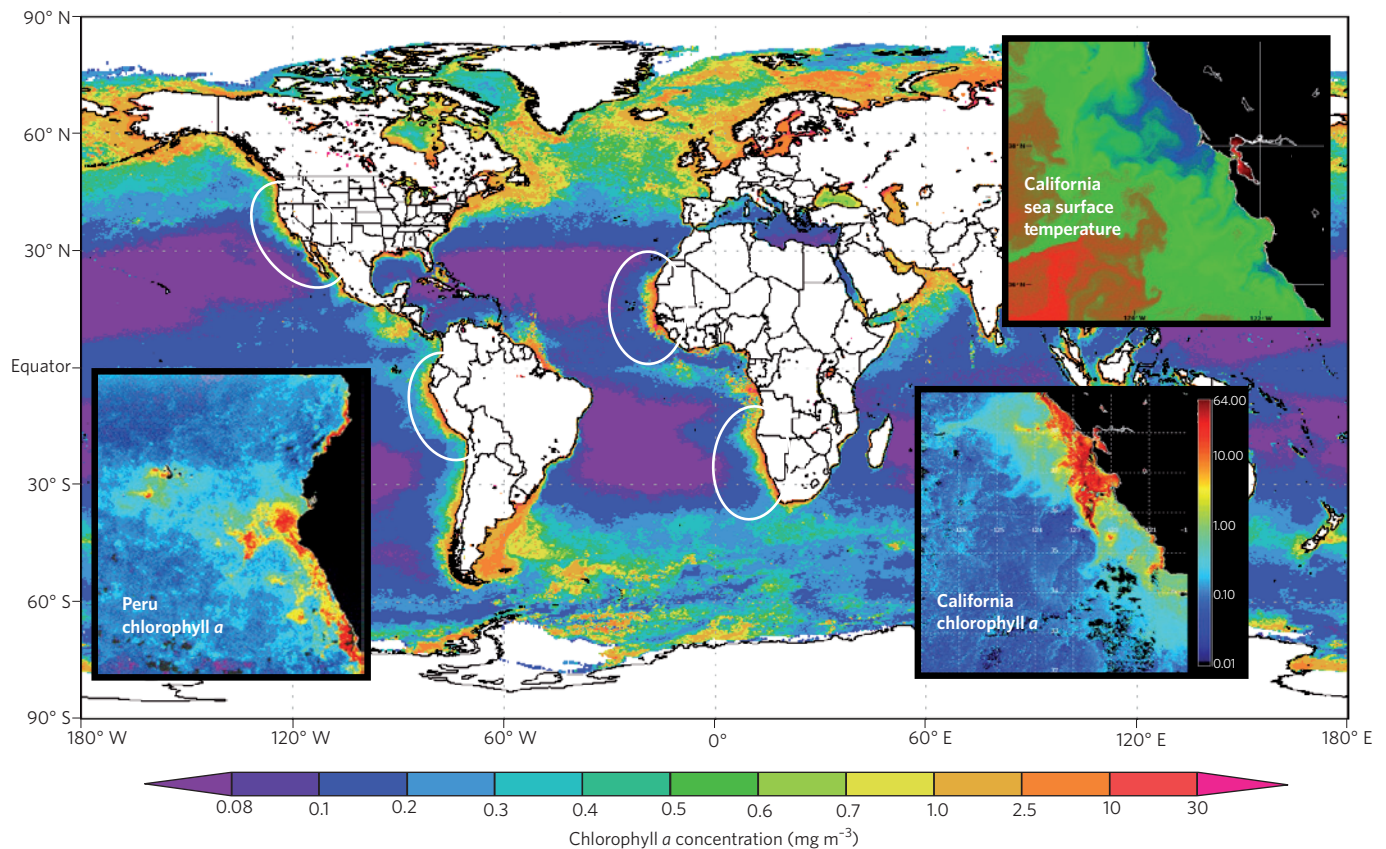 90° N
60° N
30° N
Equator
30° S
60° S
90° S
180° W
120° W
60° W
0°
60° E
120° E
180° E
California
sea surface
temperature
Peru
chlorophyll a
California
chlorophyll a
64.00
10.00
1.00
0.10
0.01
0.08
0.1
0.2
0.3
0.4
0.5
0.6
0.7
1.0
2.5
10
30
Chlorophyll a concentration (mg m⁻³)